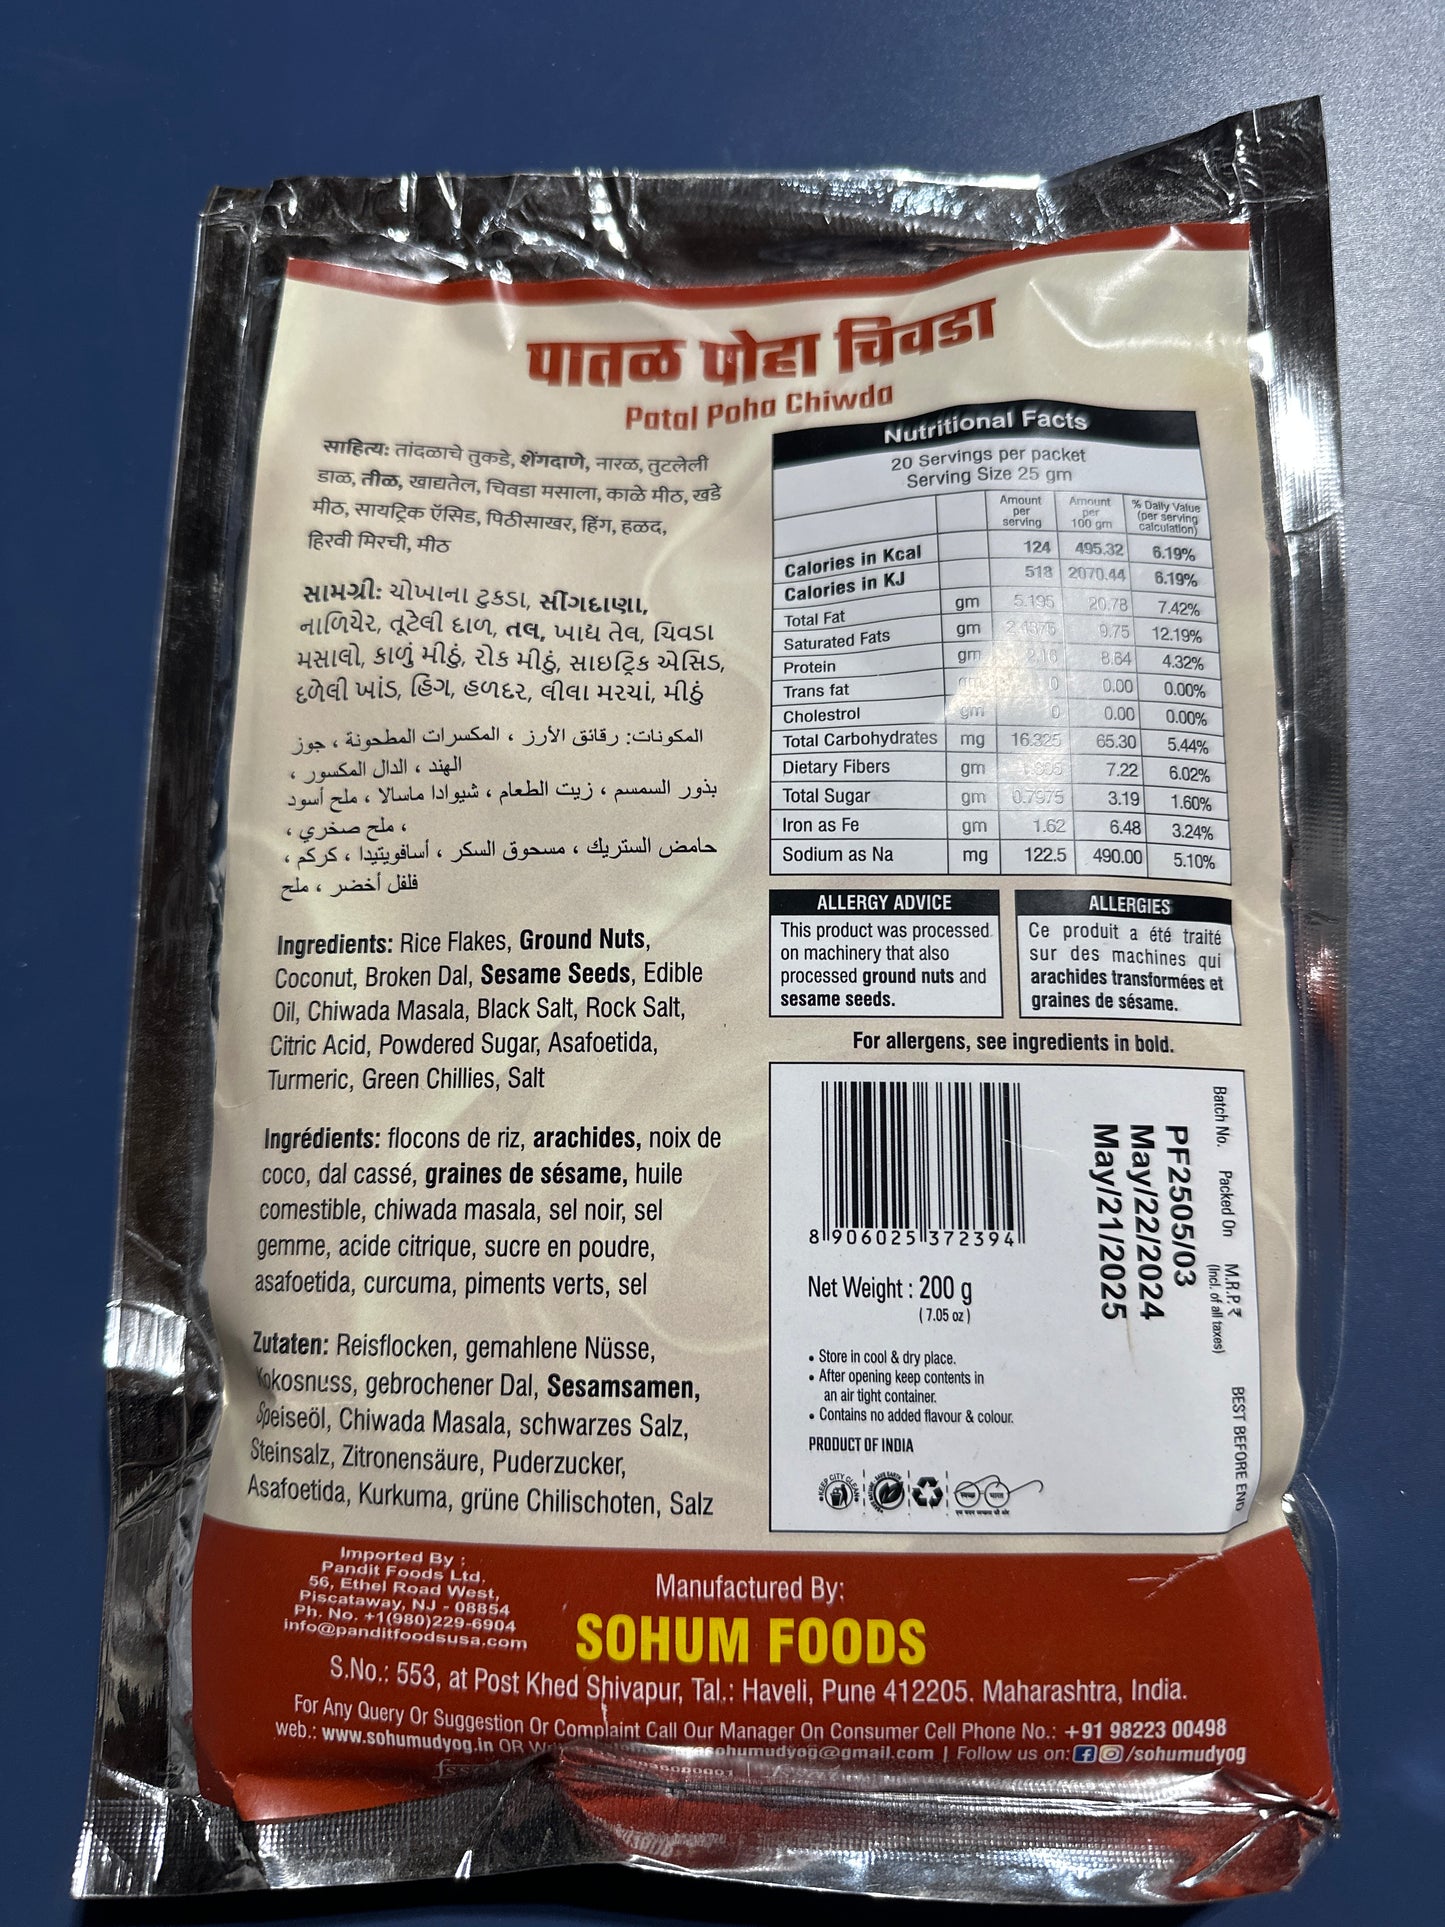 पातळ पोहा चिवडा
Patal Poha Chiwda
साहित्य: तांदळाचे तुकडे, शेंगदाणे, नारळ, तुटलेली
डाळ, तीळ, खाद्यतेल, चिवडा मसाला, काळे मीठ, खडे
मीठ, सायट्रिक ऍसिड, पिठीसाखर, हिंग, हळद,
हिरवी मिरची, मीठ
સામગ્રી: ચોખાના ટુકડા, સીંગદાણા,
નાળિયેર, તૂટેલી દાળ, તલ, ખાદ્ય તેલ, ચિવડા
મસાલો, કાળું મીઠું, રોક મીઠું, સાઇટ્રિક એસિડ,
દળેલી ખાંડ, હિંગ, હળદર, લીલા મરચાં, મીઠું
المكونات: رقائق الأرز ، المكسرات المطحونة ، جوز
الهند ، الدال المكسور ،
بذور السمسم ، زيت الطعام ، شيوادا ماسالا ، ملح أسود
، ملح صخري ،
حامض الستريك ، مسحوق السكر ، أسافويتيدا ، كركم ،
فلفل أخضر ، ملح
Ingredients: Rice Flakes, Ground Nuts,
Coconut, Broken Dal, Sesame Seeds, Edible
Oil, Chiwada Masala, Black Salt, Rock Salt,
Citric Acid, Powdered Sugar, Asafoetida,
Turmeric, Green Chillies, Salt
Ingrédients: flocons de riz, arachides, noix de
coco, dal cassé, graines de sésame, huile
comestible, chiwada masala, sel noir, sel
gemme, acide citrique, sucre en poudre,
asafoetida, curcuma, piments verts, sel
Zutaten: Reisflocken, gemahlene Nüsse,
Kokosnuss, gebrochener Dal, Sesamsamen,
Speiseöl, Chiwada Masala, schwarzes Salz,
Steinsalz, Zitronensäure, Puderzucker,
Asafoetida, Kurkuma, grüne Chilischoten, Salz
Nutritional Facts
20 Servings per packet
Serving Size 25 gm
Amount per serving Amount per 100 gm % Daily Value (per serving calculation)
Calories in Kcal 124 495.32 6.19%
Calories in KJ 518 2070.44 6.19%
Total Fat gm 5.195 20.78 7.42%
Saturated Fats gm 2.4375 9.75 12.19%
Protein gm 2.16 8.64 4.32%
Trans fat gm 0 0.00 0.00%
Cholestrol gm 0 0.00 0.00%
Total Carbohydrates mg 16.325 65.30 5.44%
Dietary Fibers gm 1.805 7.22 6.02%
Total Sugar gm 0.7975 3.19 1.60%
Iron as Fe gm 1.62 6.48 3.24%
Sodium as Na mg 122.5 490.00 5.10%
ALLERGY ADVICE
This product was processed
on machinery that also
processed ground nuts and
sesame seeds.
ALLERGIES
Ce produit a été traité
sur des machines qui
arachides transformées et
graines de sésame.
For allergens, see ingredients in bold.
8 906025 372394
Net Weight : 200 g
(7.05 oz)
• Store in cool & dry place.
• After opening keep contents in
an air tight container.
• Contains no added flavour & colour.
PRODUCT OF INDIA
KEEP CITY CLEAN
Batch No. Packed On M.R.P.₹ (Incl. of all taxes) BEST BEFORE END
PF2505/03
May/22/2024
May/21/2025
Imported By :
Pandit Foods Ltd.
56, Ethel Road West,
Piscataway, NJ - 08854
Ph. No. +1(980)229-6904
info@panditfoodsusa.com
Manufactured By:
SOHUM FOODS
S.No.: 553, at Post Khed Shivapur, Tal.: Haveli, Pune 412205. Maharashtra, India.
For Any Query Or Suggestion Or Complaint Call Our Manager On Consumer Cell Phone No.: +91 98223 00498
web.: www.sohumudyog.in OR sohumudyog@gmail.com | Follow us on: /sohumudyog